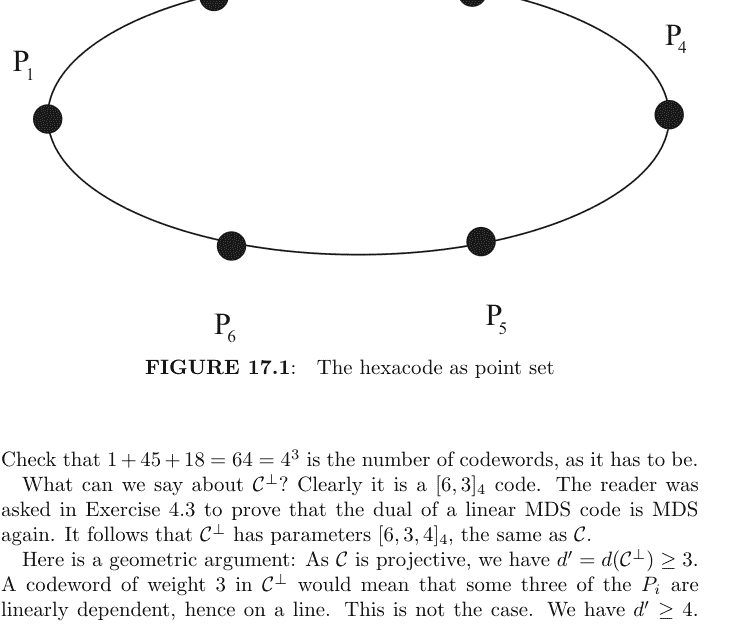 P₄
P₁
P₆
P₅
FIGURE 17.1: The hexacode as point set
Check that 1 + 45 + 18 = 64 = 4³ is the number of codewords, as it has to be.
What can we say about 𝒞⊥? Clearly it is a [6, 3]₄ code. The reader was
asked in Exercise 4.3 to prove that the dual of a linear MDS code is MDS
again. It follows that 𝒞⊥ has parameters [6, 3, 4]₄, the same as 𝒞.
Here is a geometric argument: As 𝒞 is projective, we have d′ = d(𝒞⊥) ≥ 3.
A codeword of weight 3 in 𝒞⊥ would mean that some three of the Pᵢ are
linearly dependent, hence on a line. This is not the case. We have d′ ≥ 4.